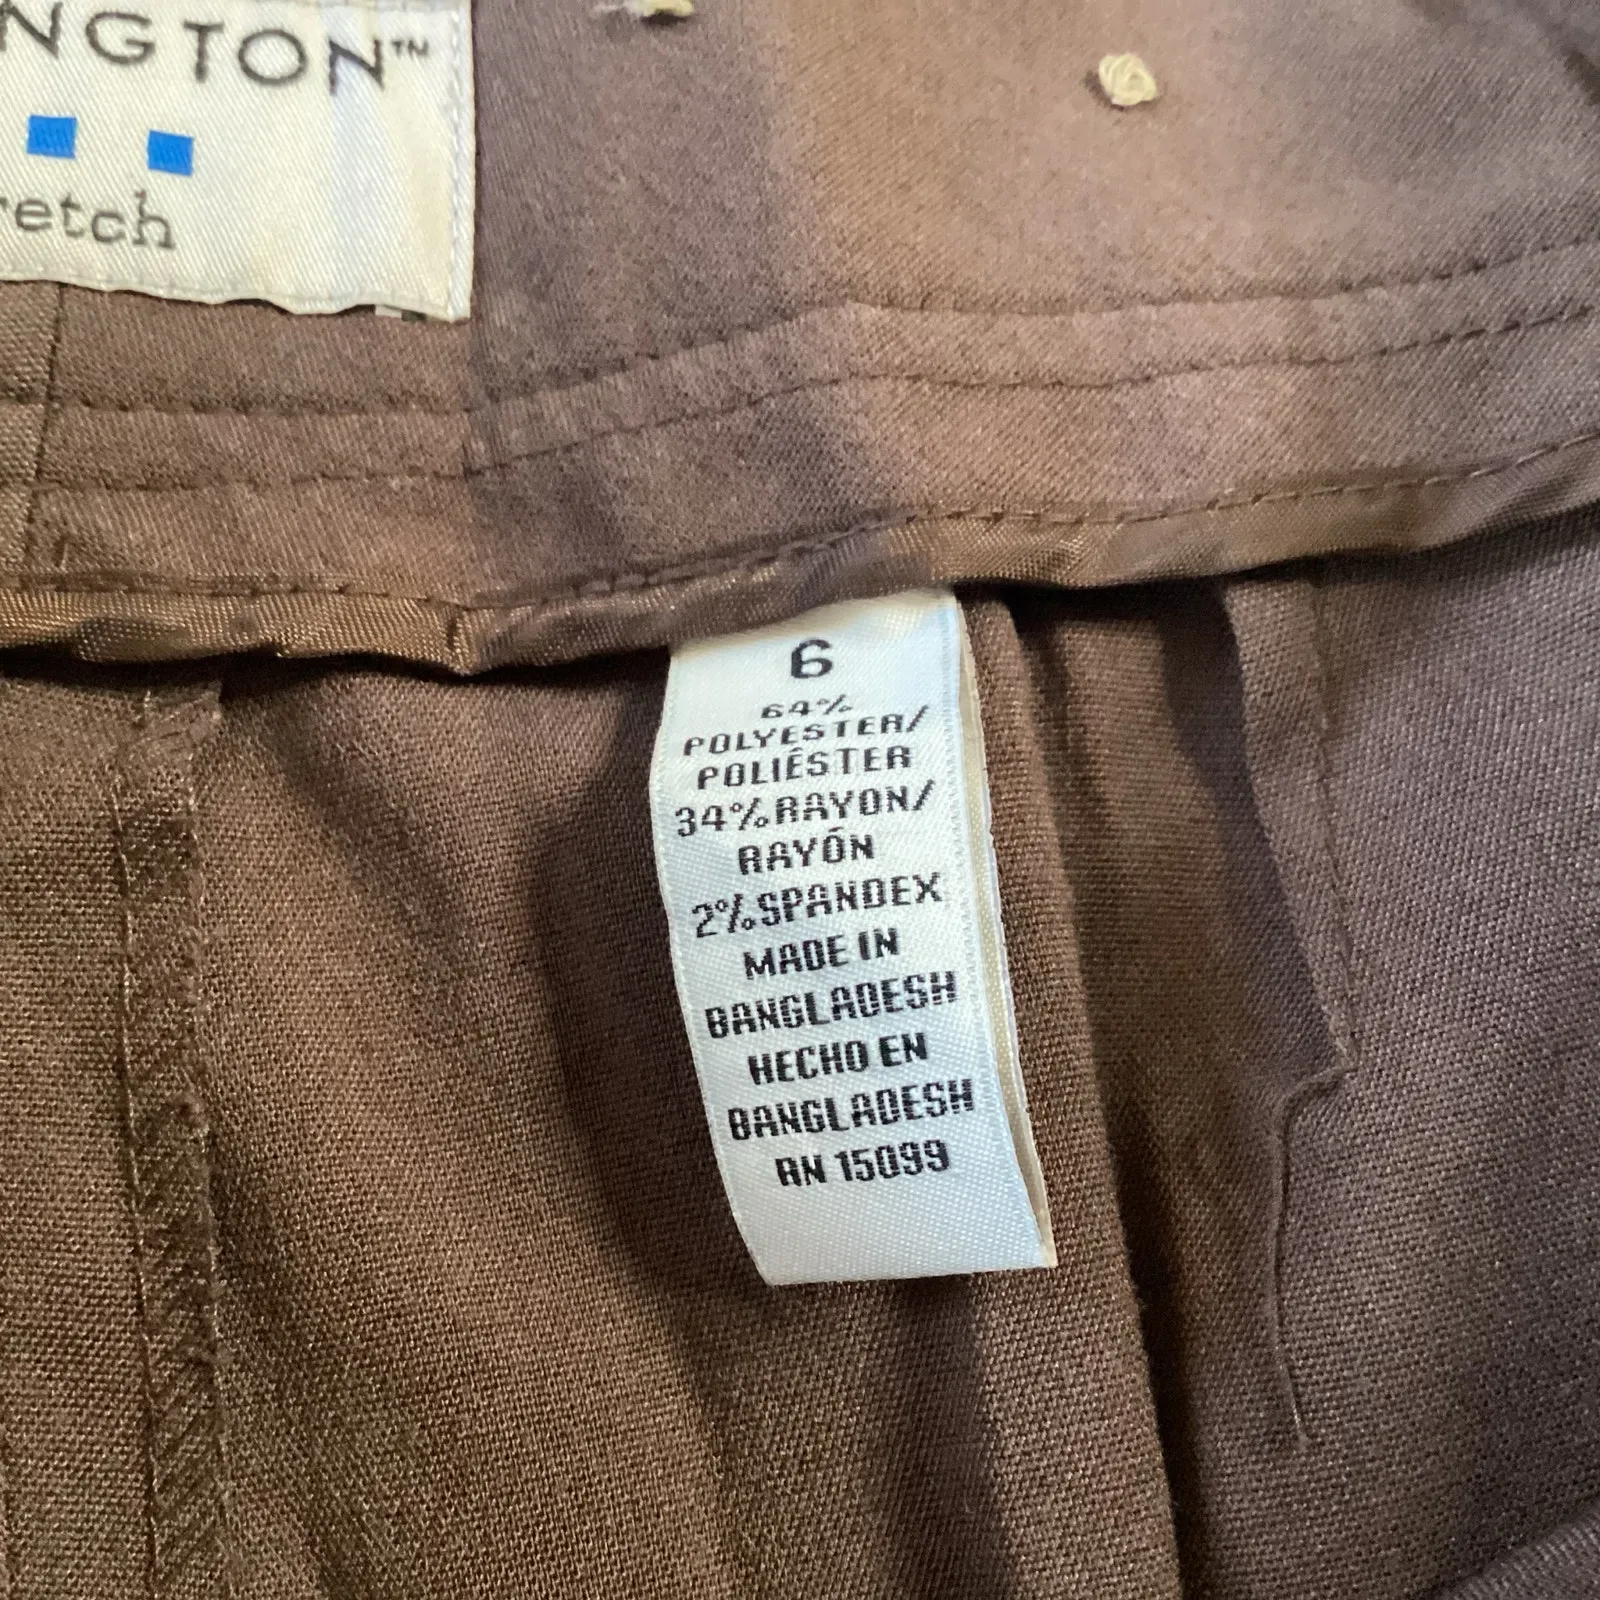 NGTON™
retch
6
64%
POLYESTER/
POLIÉSTER
34% RAYON/
RAYÓN
2% SPANDEX
MADE IN
BANGLADESH
HECHO EN
BANGLADESH
RN 15099